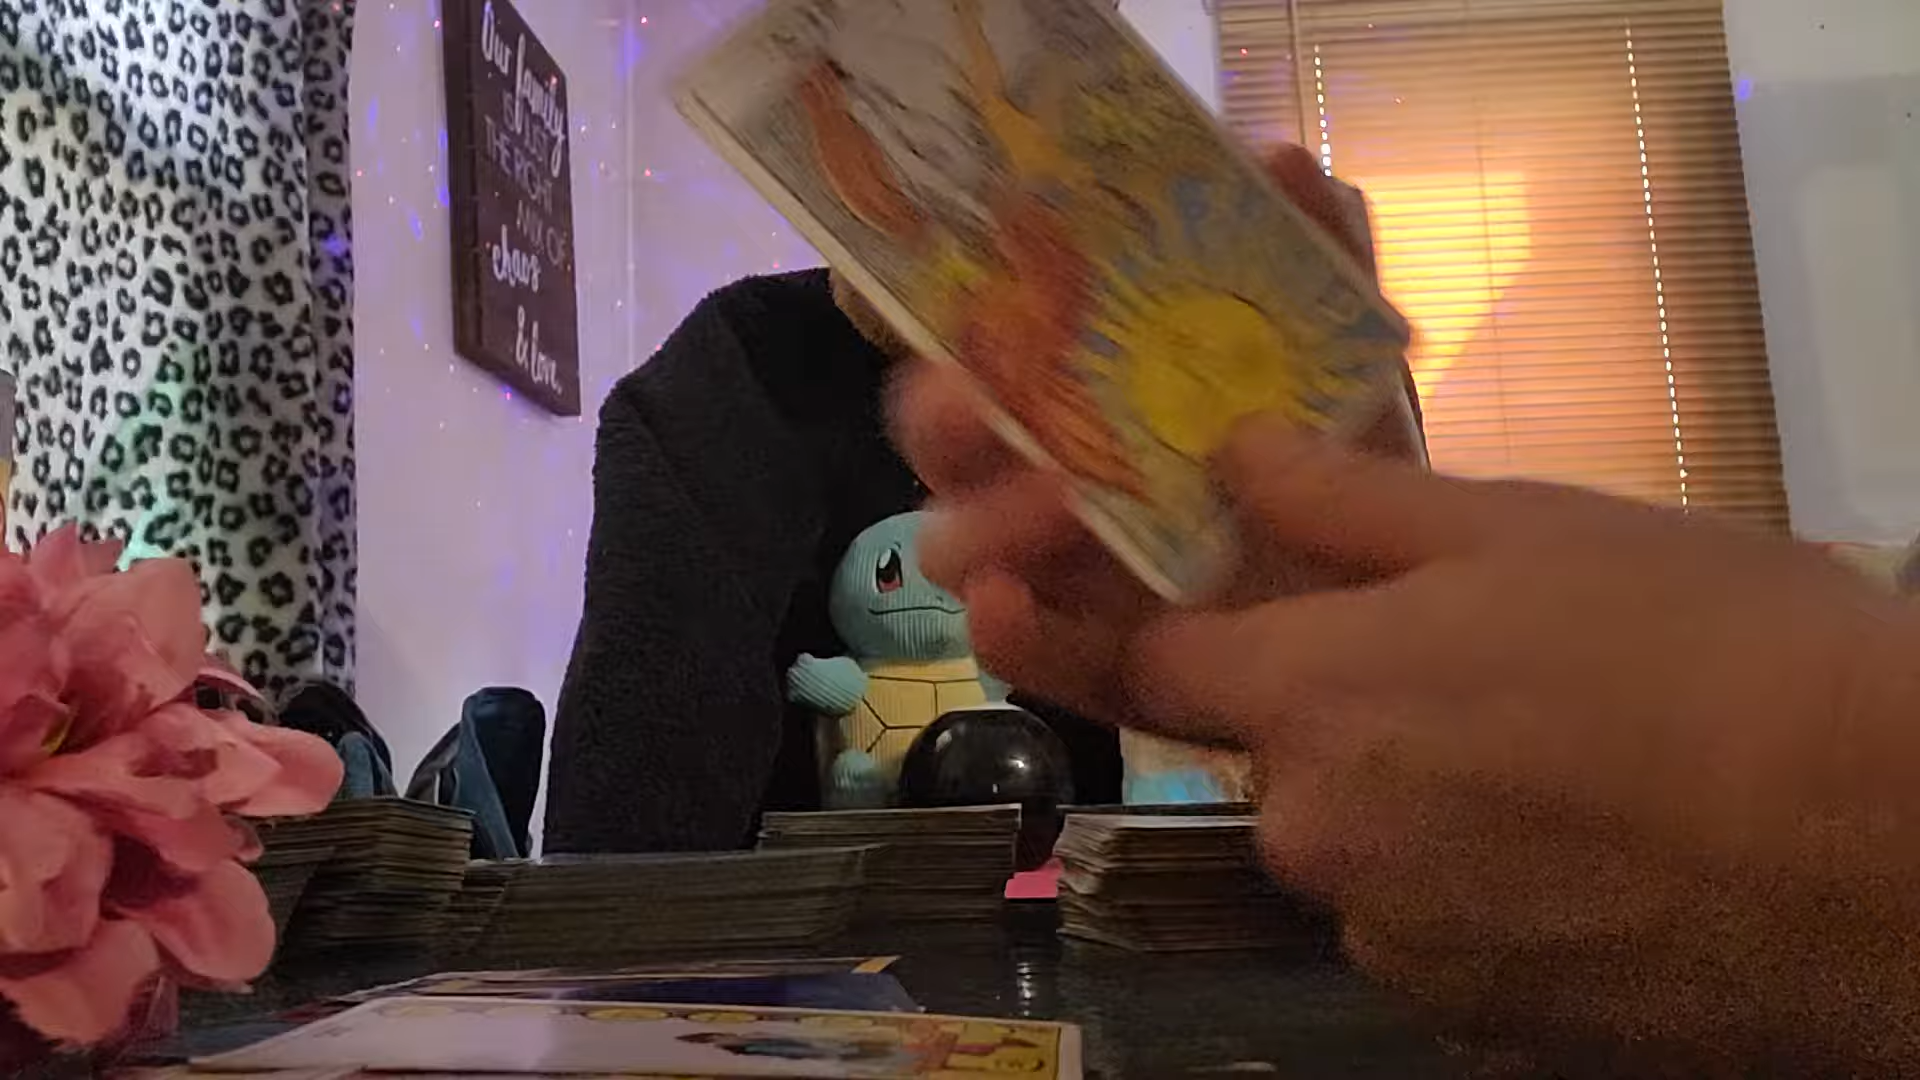 Our family
IS JUST
THE RIGHT
MIX OF
chaos
& love.